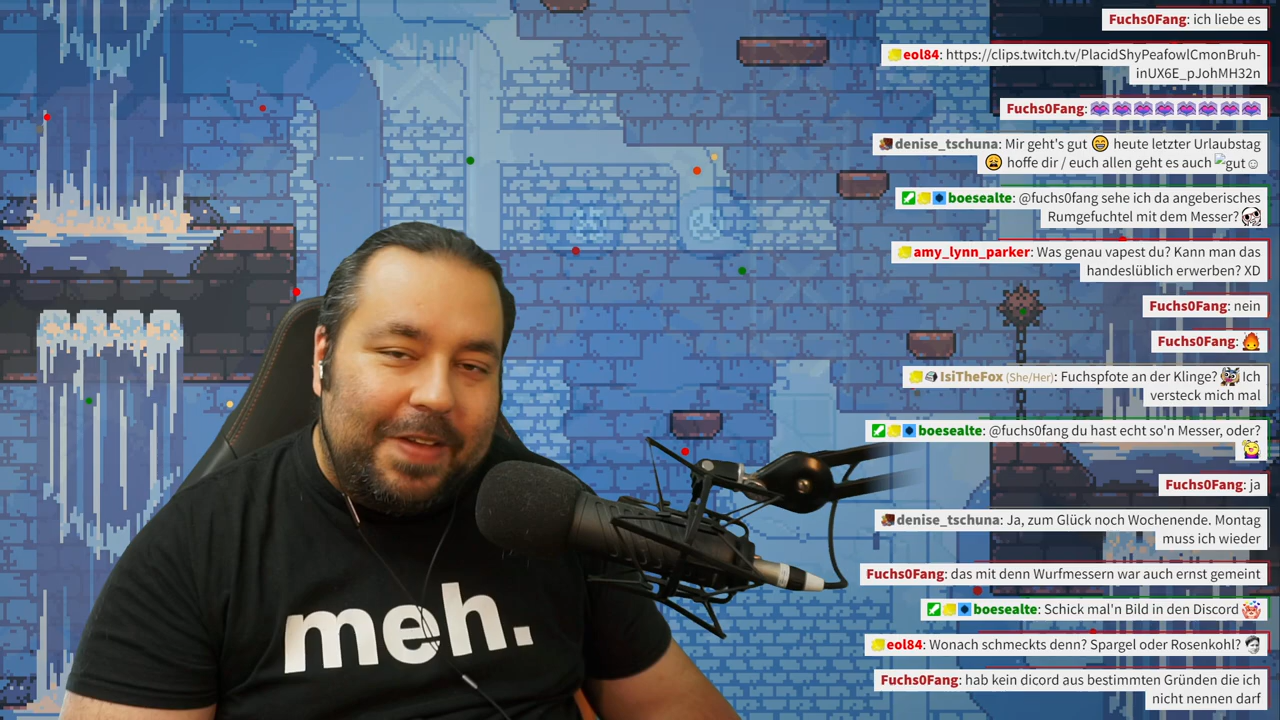 Fuchs0Fang: ich liebe es
eol84: https://clips.twitch.tv/PlacidShyPeafowlCmonBruh-
inUX6E_pJohMH32n
Fuchs0Fang:
denise_tschuna: Mir geht's gut 😁 heute letzter Urlaubstag
😩 hoffe dir / euch allen geht es auch gut☺
boesealte: @fuchs0fang sehe ich da angeberisches
Rumgefuchtel mit dem Messer?
amy_lynn_parker: Was genau vapest du? Kann man das
handeslüblich erwerben? XD
Fuchs0Fang: nein
Fuchs0Fang:
IsiTheFox (She/Her): Fuchspfote an der Klinge? Ich
versteck mich mal
boesealte: @fuchs0fang du hast echt so'n Messer, oder?
Fuchs0Fang: ja
denise_tschuna: Ja, zum Glück noch Wochenende. Montag
muss ich wieder
Fuchs0Fang: das mit denn Wurfmessern war auch ernst gemeint
boesealte: Schick mal'n Bild in den Discord
eol84: Wonach schmeckts denn? Spargel oder Rosenkohl?
Fuchs0Fang: hab kein dicord aus bestimmten Gründen die ich
nicht nennen darf
meh.